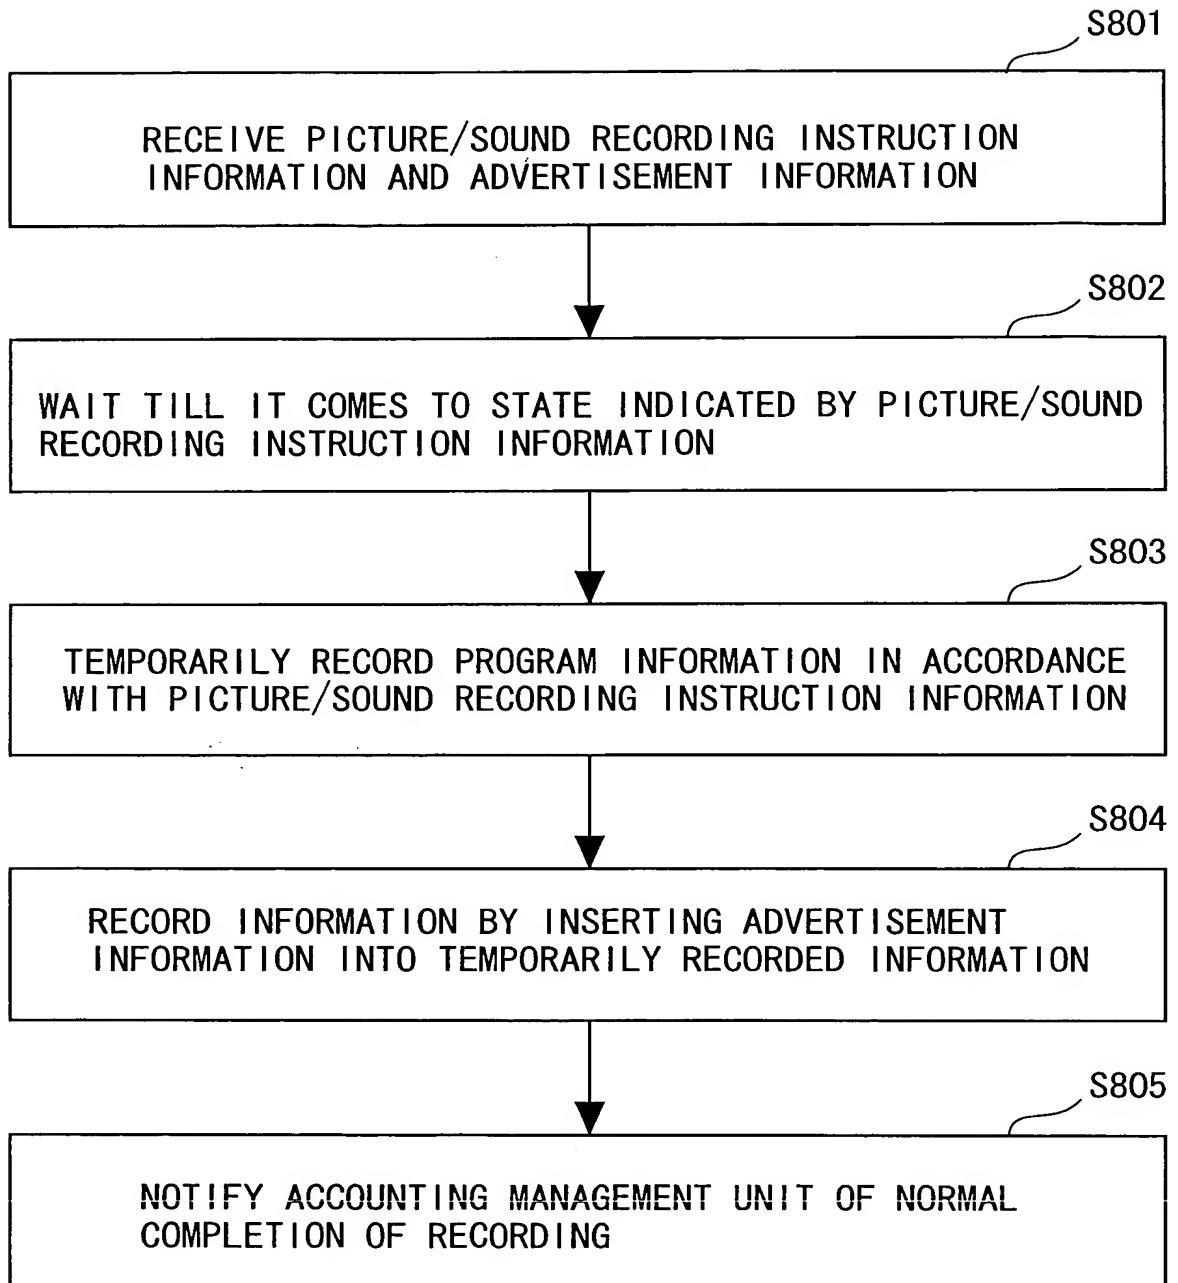 S801
RECEIVE PICTURE/SOUND RECORDING INSTRUCTION
INFORMATION AND ADVERTISEMENT INFORMATION
S802
WAIT TILL IT COMES TO STATE INDICATED BY PICTURE/SOUND
RECORDING INSTRUCTION INFORMATION
S803
TEMPORARILY RECORD PROGRAM INFORMATION IN ACCORDANCE
WITH PICTURE/SOUND RECORDING INSTRUCTION INFORMATION
S804
RECORD INFORMATION BY INSERTING ADVERTISEMENT
INFORMATION INTO TEMPORARILY RECORDED INFORMATION
S805
NOTIFY ACCOUNTING MANAGEMENT UNIT OF NORMAL
COMPLETION OF RECORDING